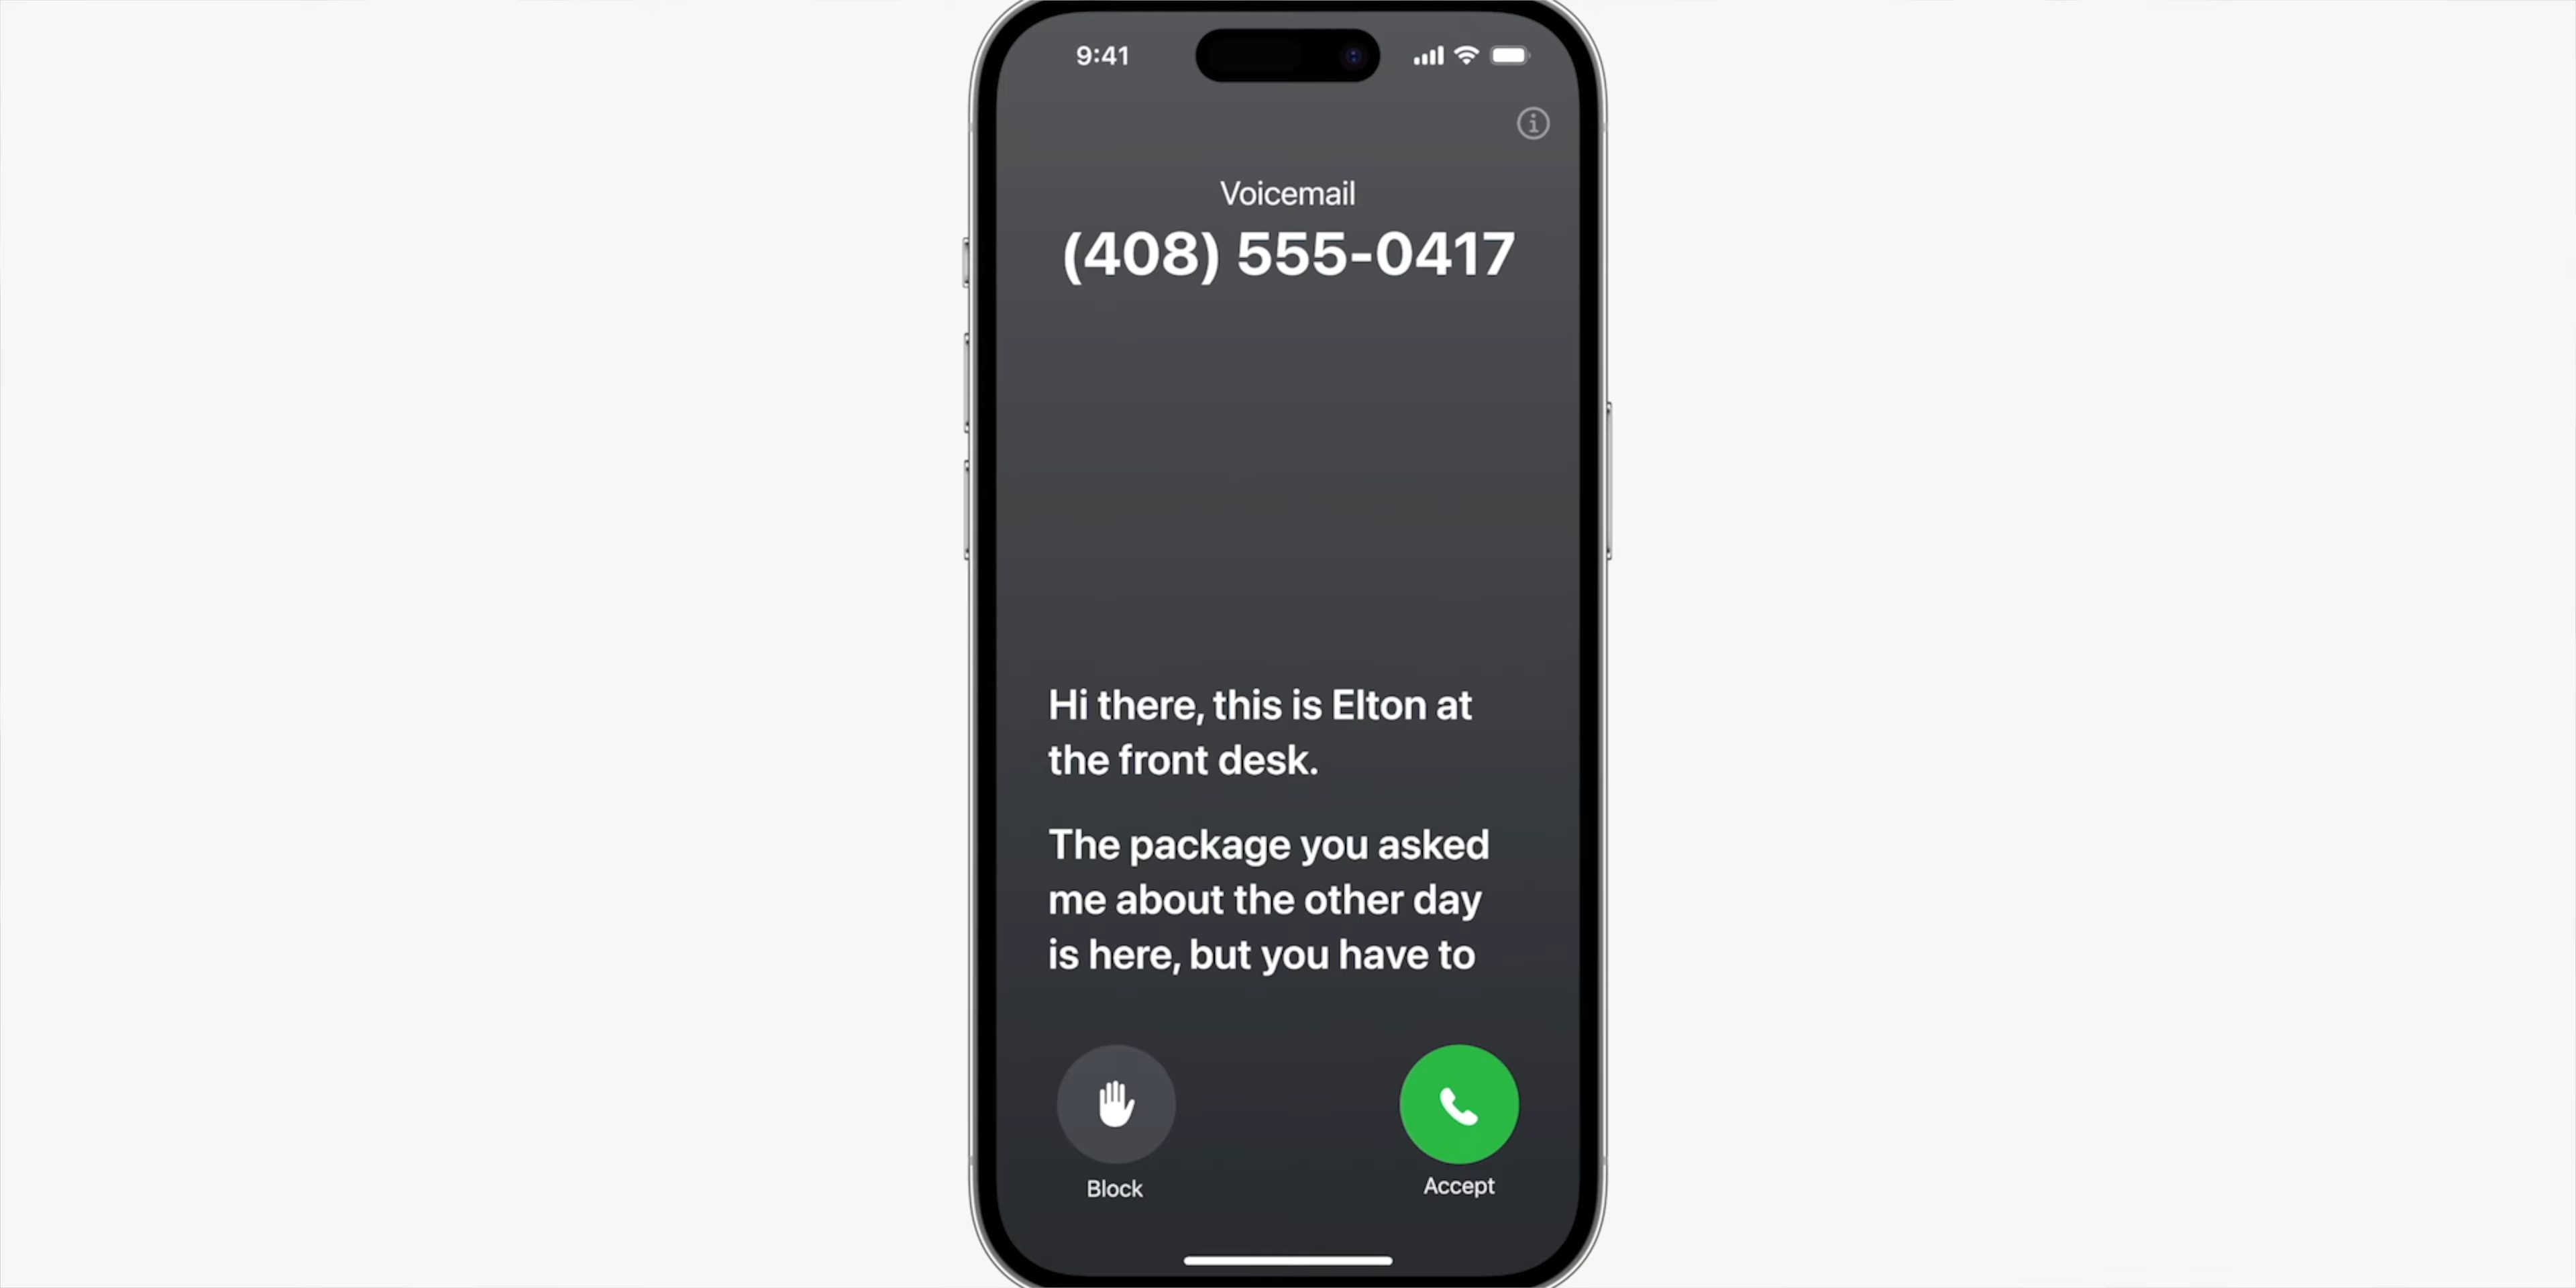 9:41
Voicemail
(408) 555-0417
Hi there, this is Elton at
the front desk.
The package you asked
me about the other day
is here, but you have to
Block
Accept